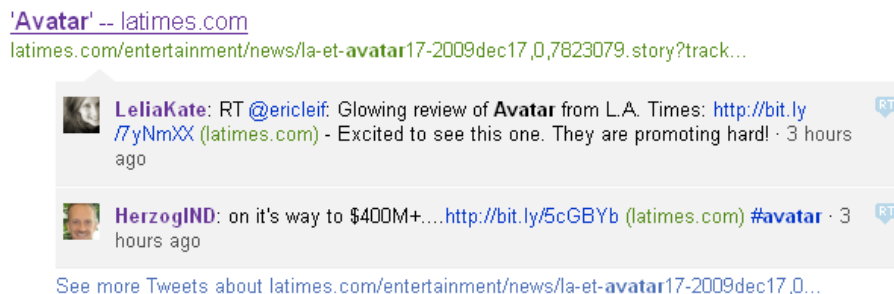 'Avatar' -- latimes.com
latimes.com/entertainment/news/la-et-avatar17-2009dec17,0,7823079.story?track...
LeliaKate: RT @ericleif: Glowing review of Avatar from L.A. Times: http://bit.ly
/7yNmXX (latimes.com) - Excited to see this one. They are promoting hard! · 3 hours
ago
RT
HerzogIND: on it's way to $400M+....http://bit.ly/5cGBYb (latimes.com) #avatar · 3
hours ago
RT
See more Tweets about latimes.com/entertainment/news/la-et-avatar17-2009dec17,0...